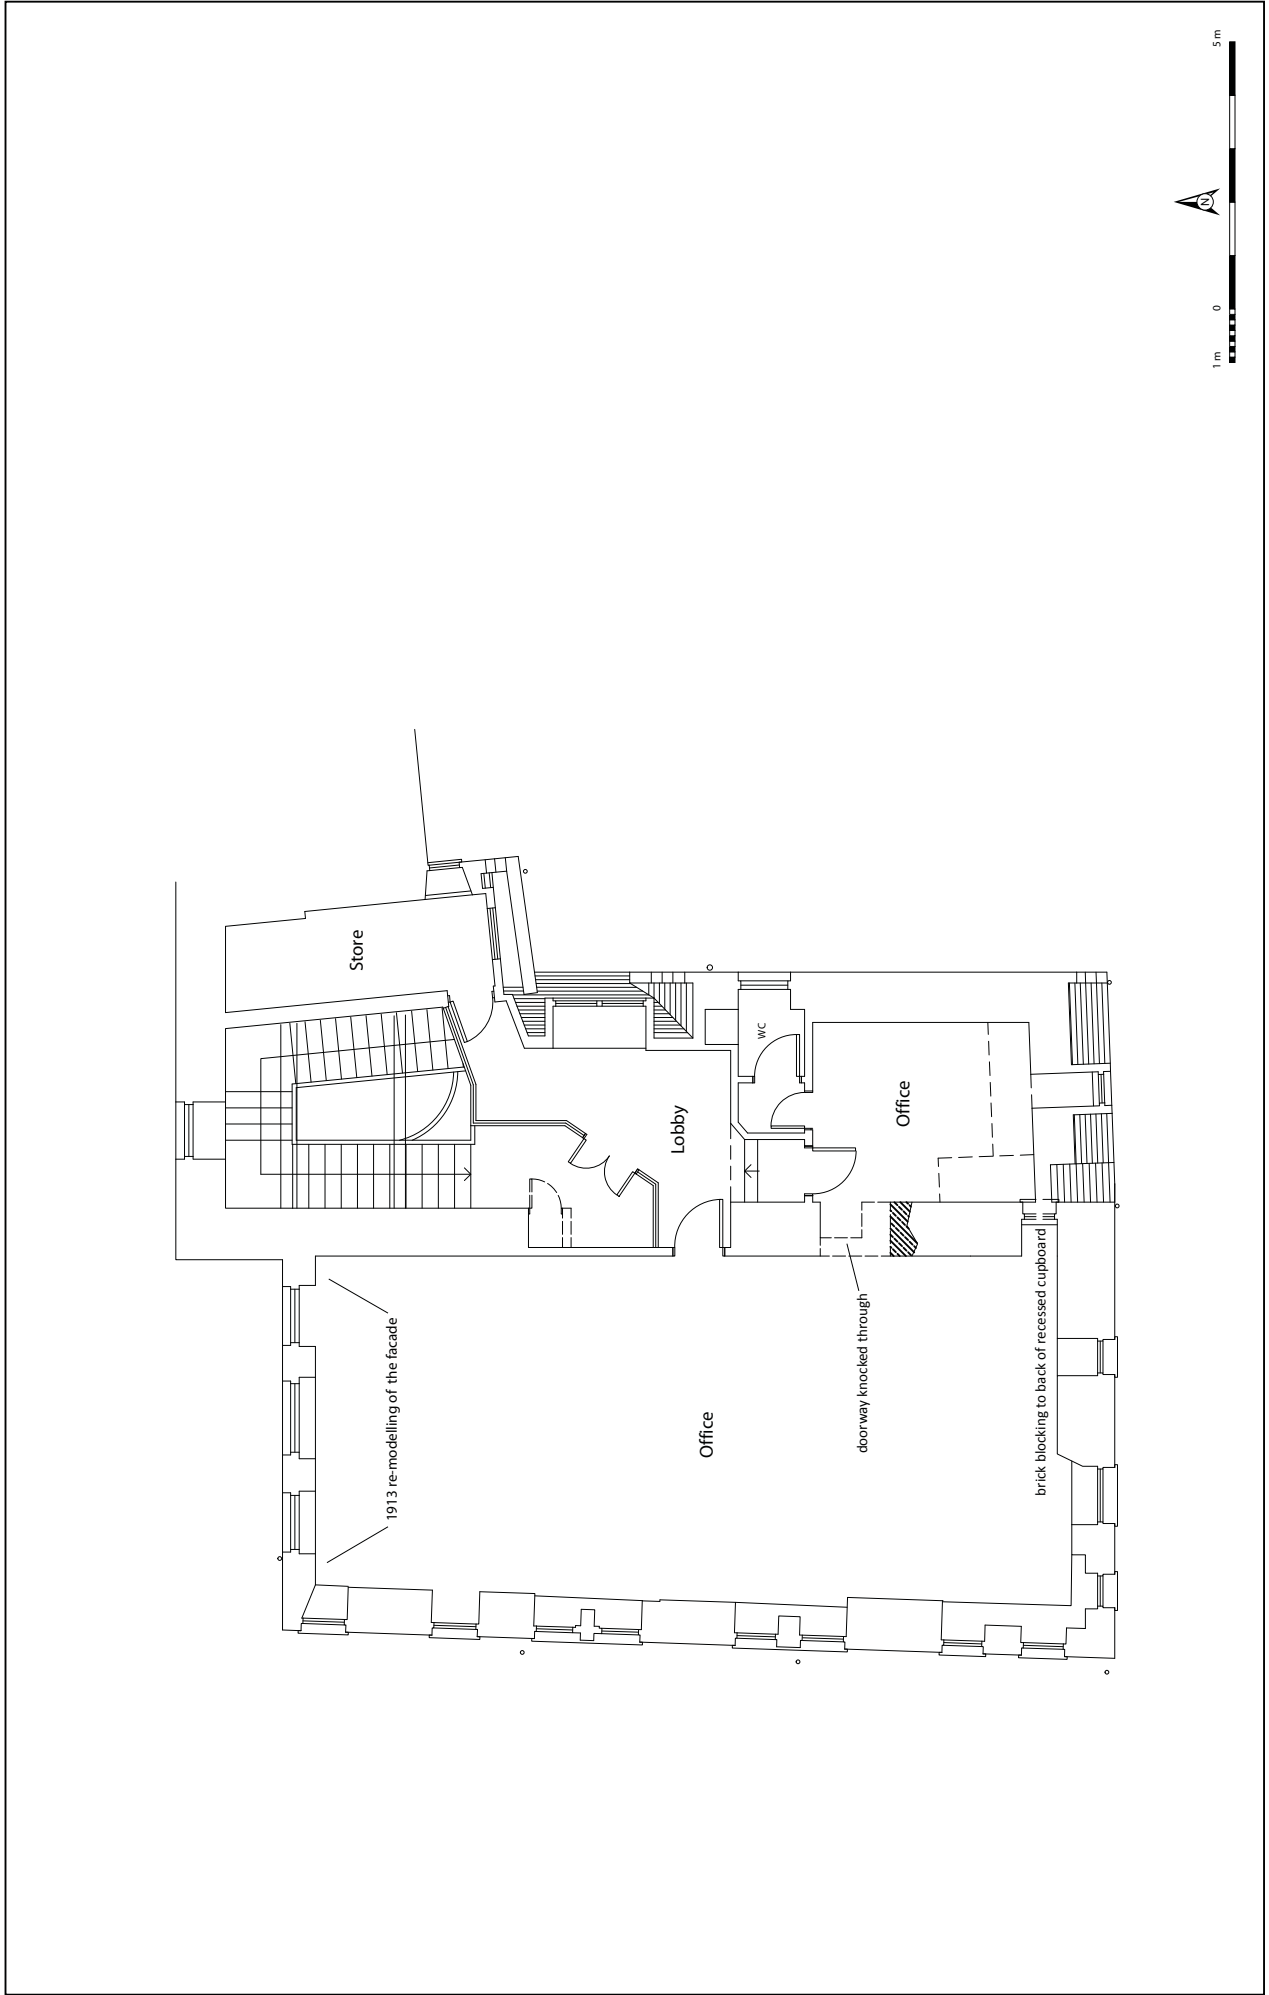 Store
WC
Lobby
Office
1913 re-modelling of the facade
Office
doorway knocked through
brick blocking to back of recessed cupboard
N
1 m
0
5 m